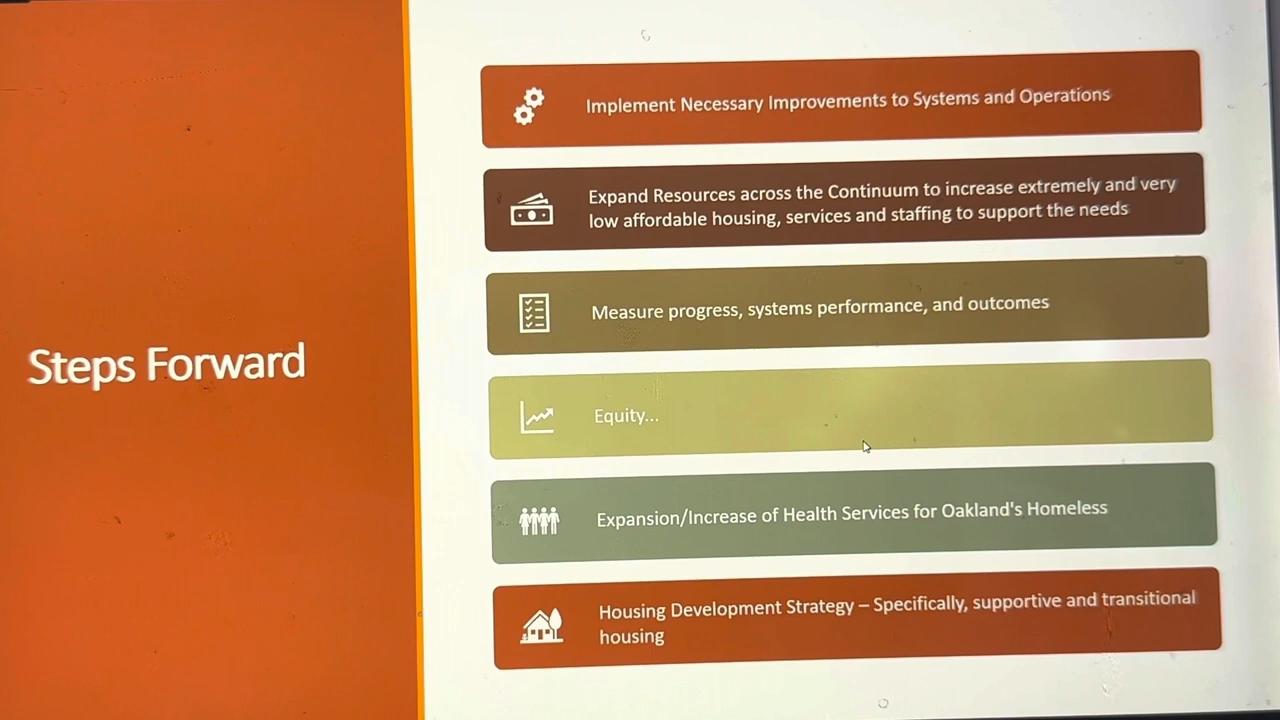 Steps Forward
Implement Necessary Improvements to Systems and Operations
Expand Resources across the Continuum to increase extremely and very
low affordable housing, services and staffing to support the needs
Measure progress, systems performance, and outcomes
Equity...
Expansion/Increase of Health Services for Oakland's Homeless
Housing Development Strategy – Specifically, supportive and transitional
housing